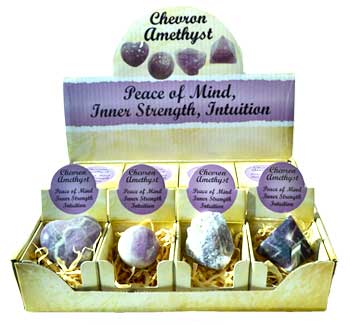 Chevron
Amethyst
Peace of Mind,
Inner Strength, Intuition
Chevron
Amethyst
Peace of Mind
Inner Strength
Intuition
Chevron
Amethyst
Peace of Mind
Inner Strength
Intuition
Chevron
Amethyst
Peace of Mind
Inner Strength
Intuition
Chevron
Amethyst
Peace of Mind
Inner Strength
Intuition